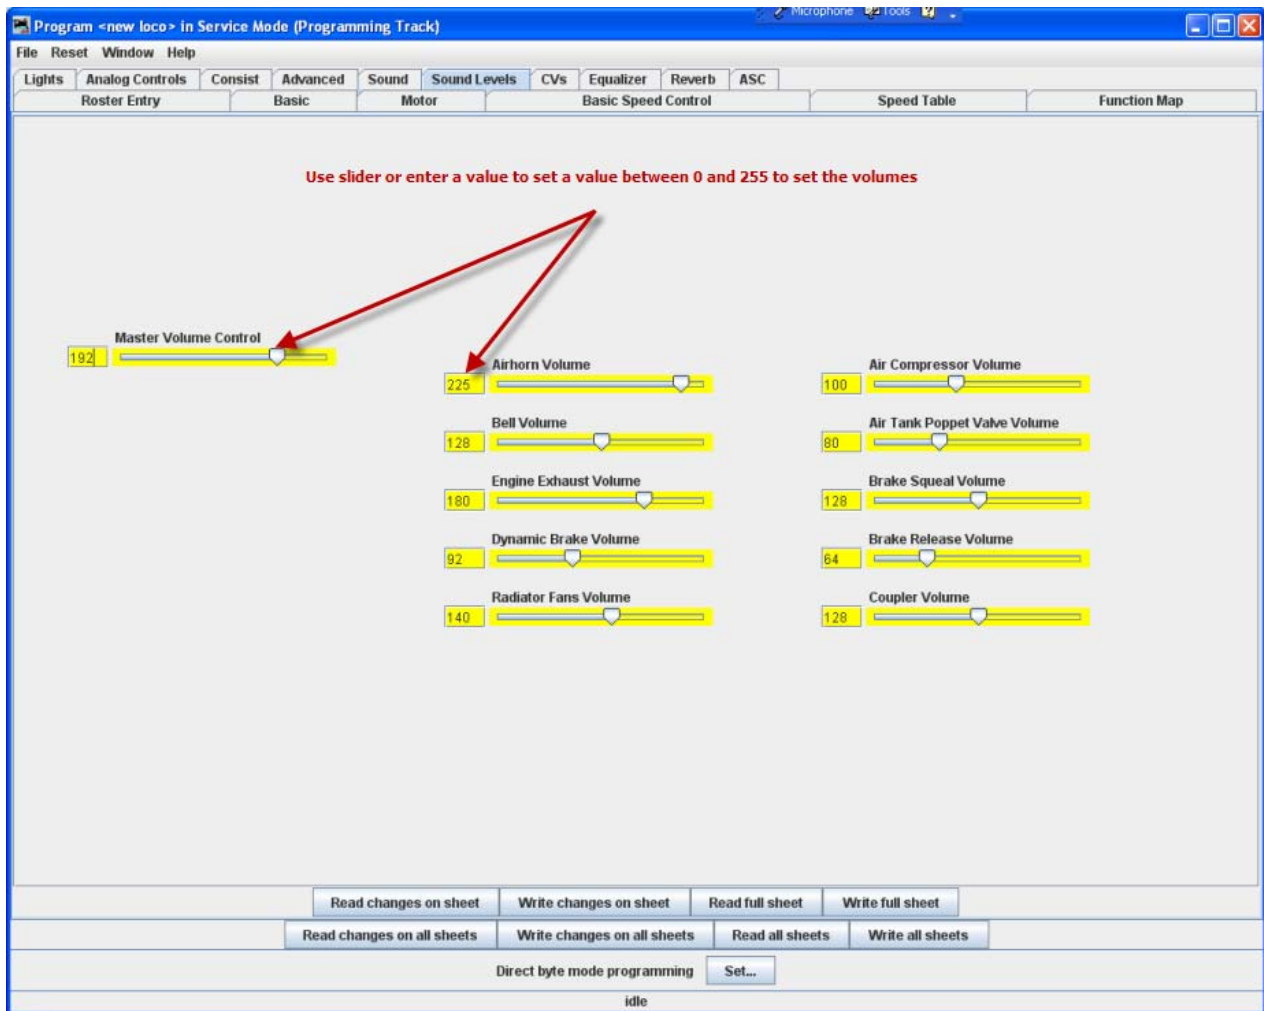 Microphone Tools
Program <new loco> in Service Mode (Programming Track)
File Reset Window Help
Lights Analog Controls Consist Advanced Sound Sound Levels CVs Equalizer Reverb ASC
Roster Entry Basic Motor Basic Speed Control Speed Table Function Map
Use slider or enter a value to set a value between 0 and 255 to set the volumes
Master Volume Control
192
Airhorn Volume
225
Bell Volume
128
Engine Exhaust Volume
180
Dynamic Brake Volume
92
Radiator Fans Volume
140
Air Compressor Volume
100
Air Tank Poppet Valve Volume
80
Brake Squeal Volume
128
Brake Release Volume
64
Coupler Volume
128
Read changes on sheet Write changes on sheet Read full sheet Write full sheet
Read changes on all sheets Write changes on all sheets Read all sheets Write all sheets
Direct byte mode programming Set...
idle